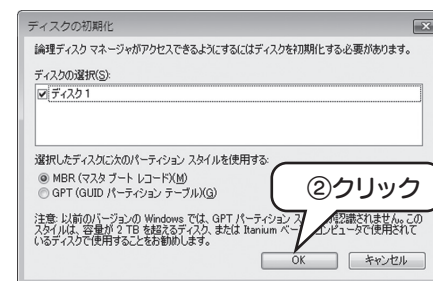 ディスクの初期化
論理ディスク マネージャがアクセスできるようにするにはディスクを初期化する必要があります。
ディスクの選択(S):
ディスク 1
選択したディスクに次のパーティション スタイルを使用する:
MBR (マスタ ブート レコード)(M)
GPT (GUID パーティション テーブル)(G)
②クリック
注意: 以前のバージョンの Windows では、GPT パーティション ス 認識されません。この
スタイルは、容量が 2 TB を超えるディスク、または Itanium ベー コンピュータで使用されて
いるディスクで使用することをお勧めします。
OK キャンセル